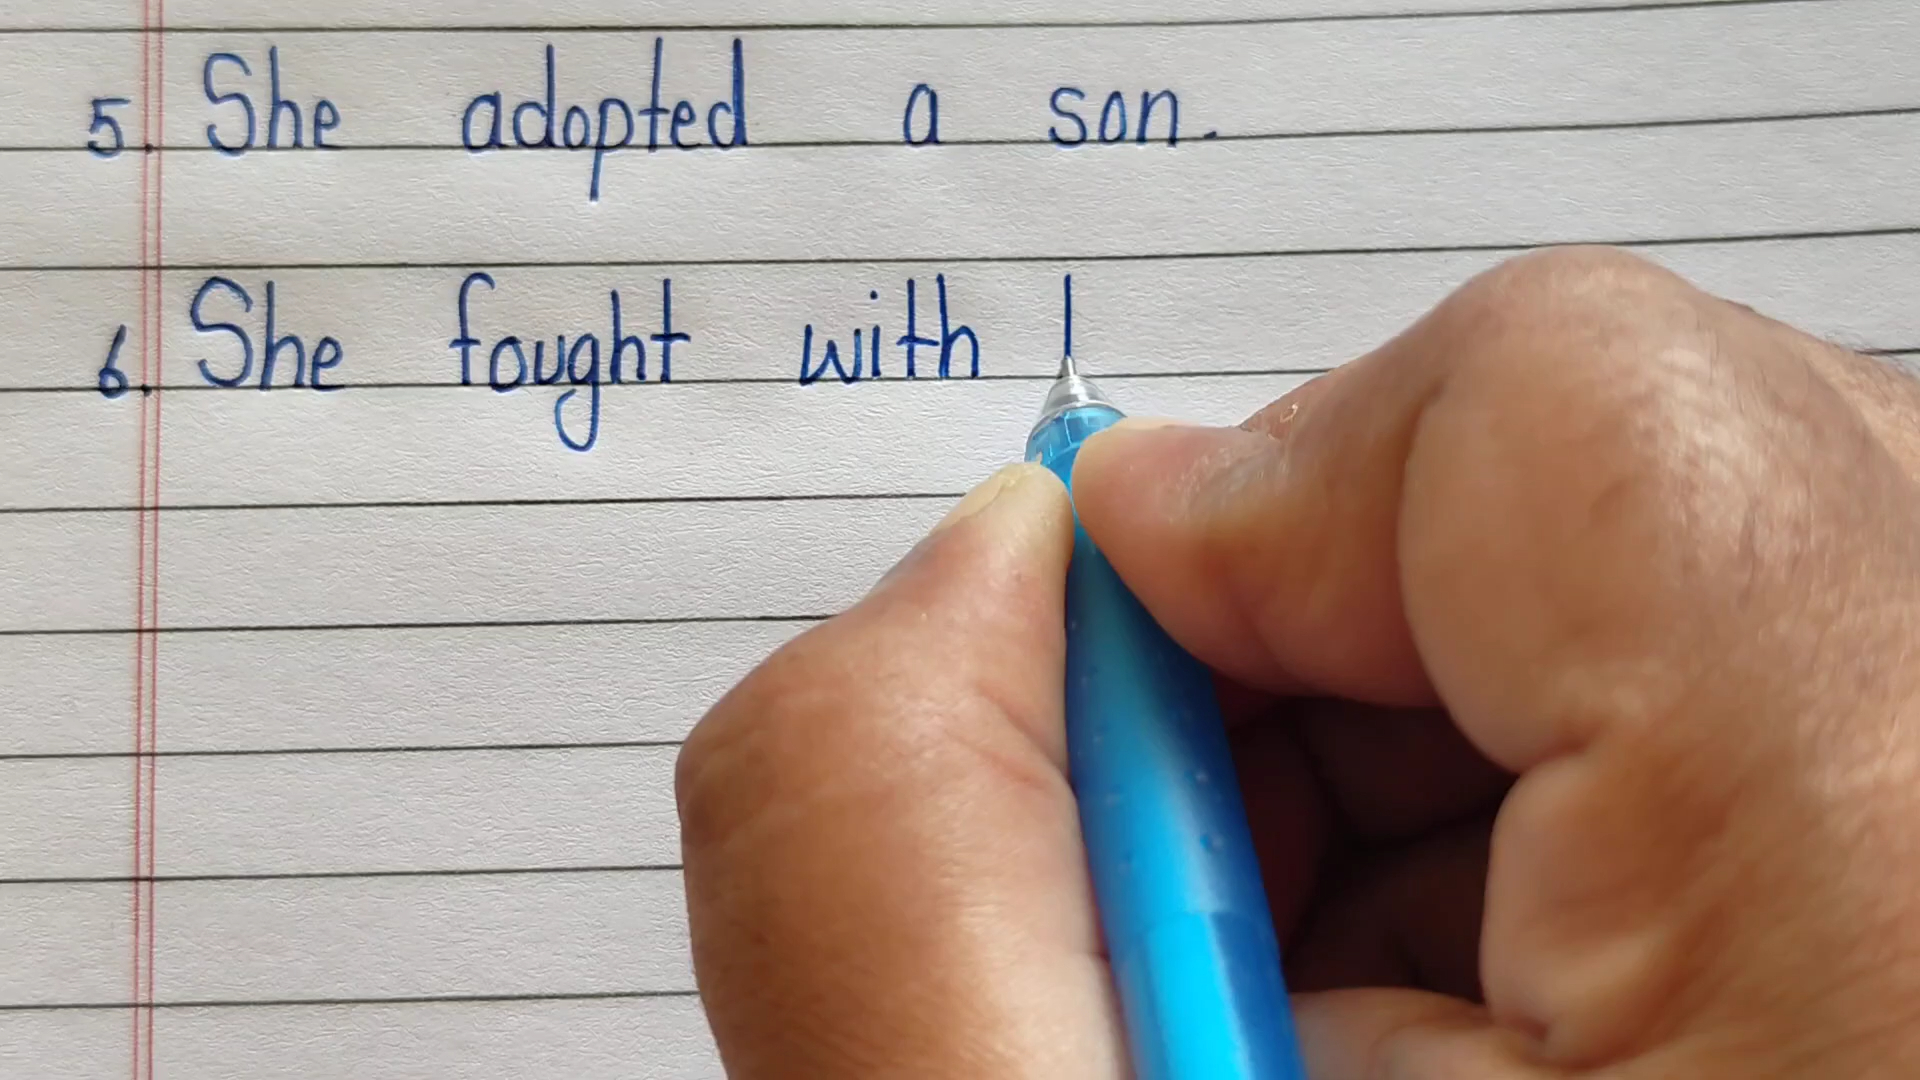 5. She adopted a son.
6. She fought with